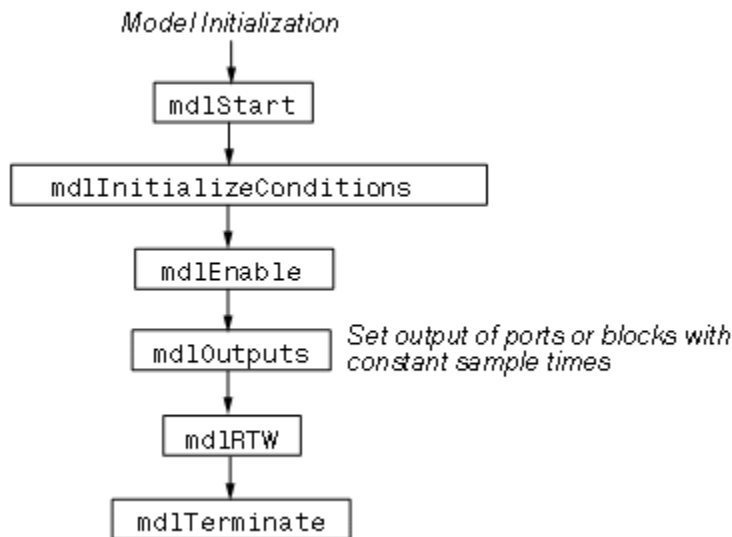 Model Initialization
mdlStart
mdlInitializeConditions
mdlEnable
mdlOutputs
Set output of ports or blocks with
constant sample times
mdlRTW
mdlTerminate